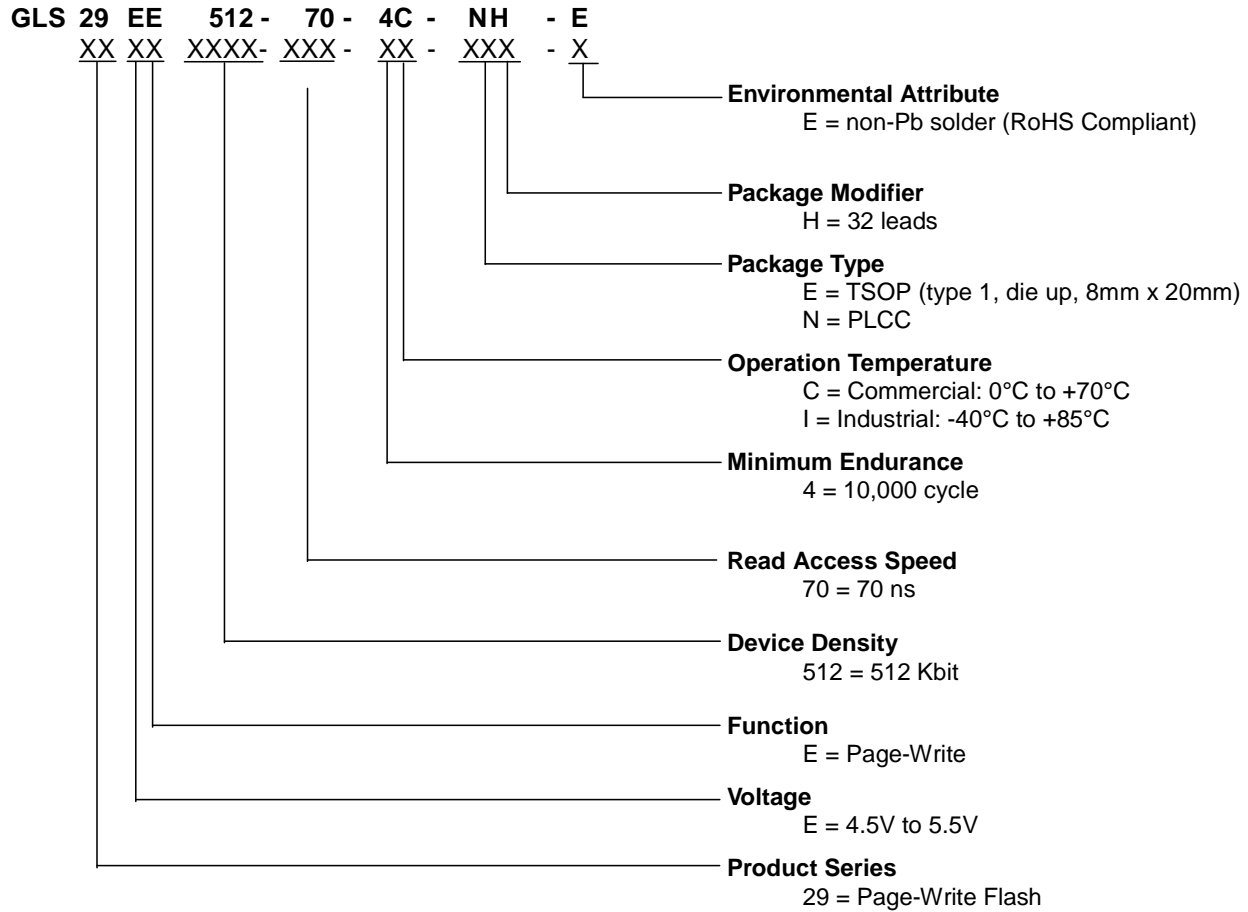 GLS 29 EE 512 - 70 - 4C - NH - E
XX XX XXXX- XXX - XX - XXX - X
Environmental Attribute
E = non-Pb solder (RoHS Compliant)
Package Modifier
H = 32 leads
Package Type
E = TSOP (type 1, die up, 8mm x 20mm)
N = PLCC
Operation Temperature
C = Commercial: 0°C to +70°C
I = Industrial: -40°C to +85°C
Minimum Endurance
4 = 10,000 cycle
Read Access Speed
70 = 70 ns
Device Density
512 = 512 Kbit
Function
E = Page-Write
Voltage
E = 4.5V to 5.5V
Product Series
29 = Page-Write Flash